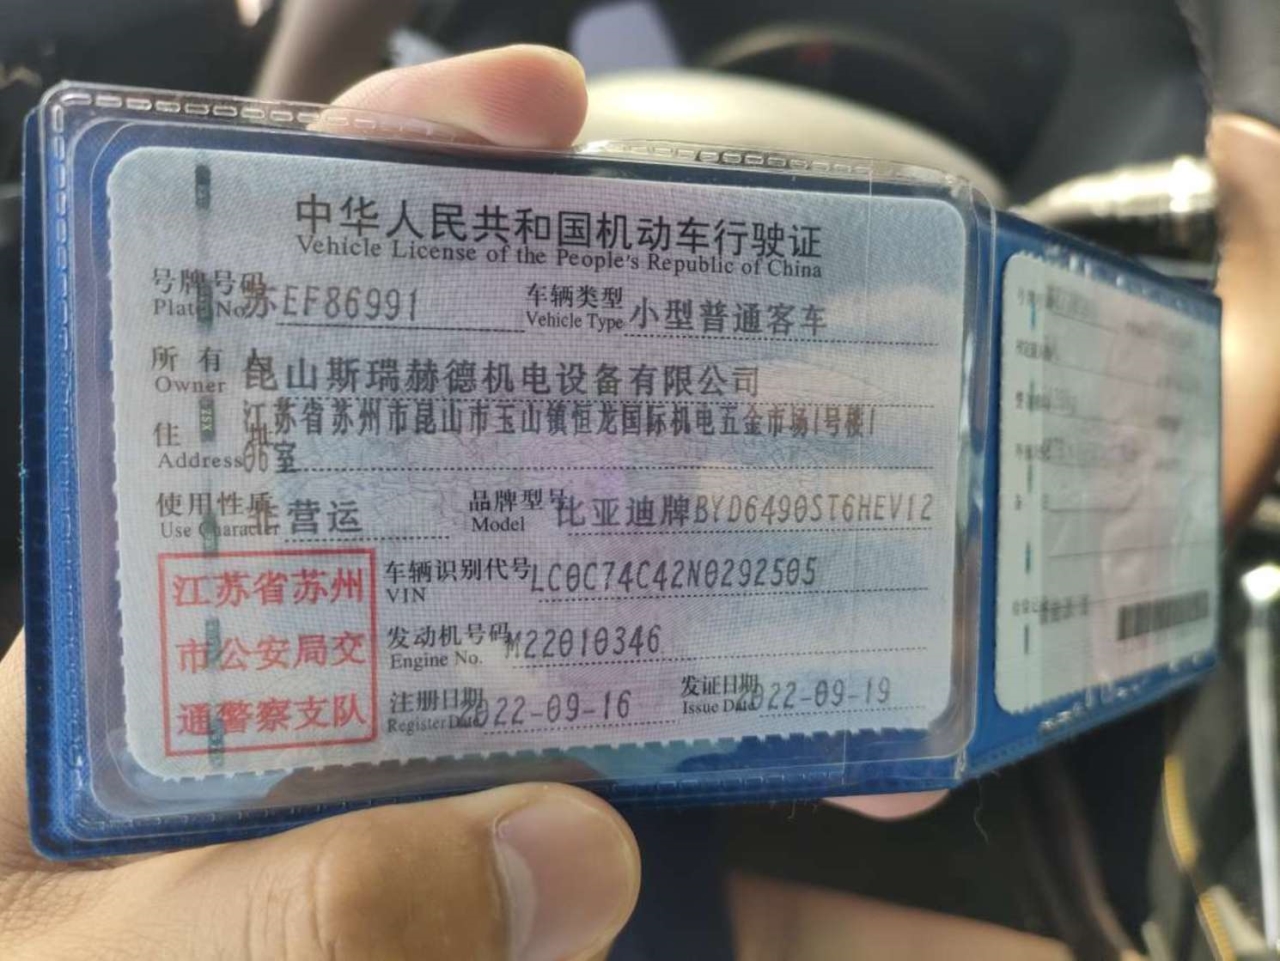 中华人民共和国机动车行驶证
Vehicle License of the People's Republic of China
号牌号码 苏EF86991 车辆类型 小型普通客车
Plate No. Vehicle Type
所有人 昆山斯瑞赫德机电设备有限公司
Owner
住址 江苏省苏州市昆山市玉山镇恒龙国际机电五金市场1号楼1
Address 06室
使用性质 非营运 品牌型号 比亚迪牌BYD6490ST6HEV12
Use Character Model
江苏省苏州
市公安局交
通警察支队
车辆识别代号 LC0C74C42N0292505
VIN
发动机号码 M22010346
Engine No.
注册日期 2022-09-16 发证日期 2022-09-19
Register Date Issue Date